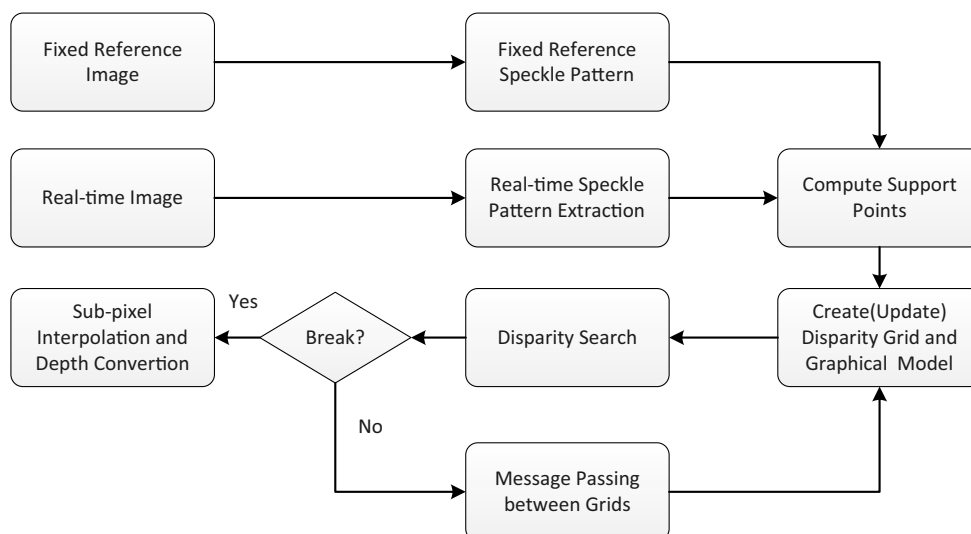 Fixed Reference
Image
Fixed Reference
Speckle Pattern
Real-time Image
Real-time Speckle
Pattern Extraction
Compute Support
Points
Sub-pixel
Interpolation and
Depth Convertion
Yes
Break?
Disparity Search
Create(Update)
Disparity Grid and
Graphical Model
No
Message Passing
between Grids